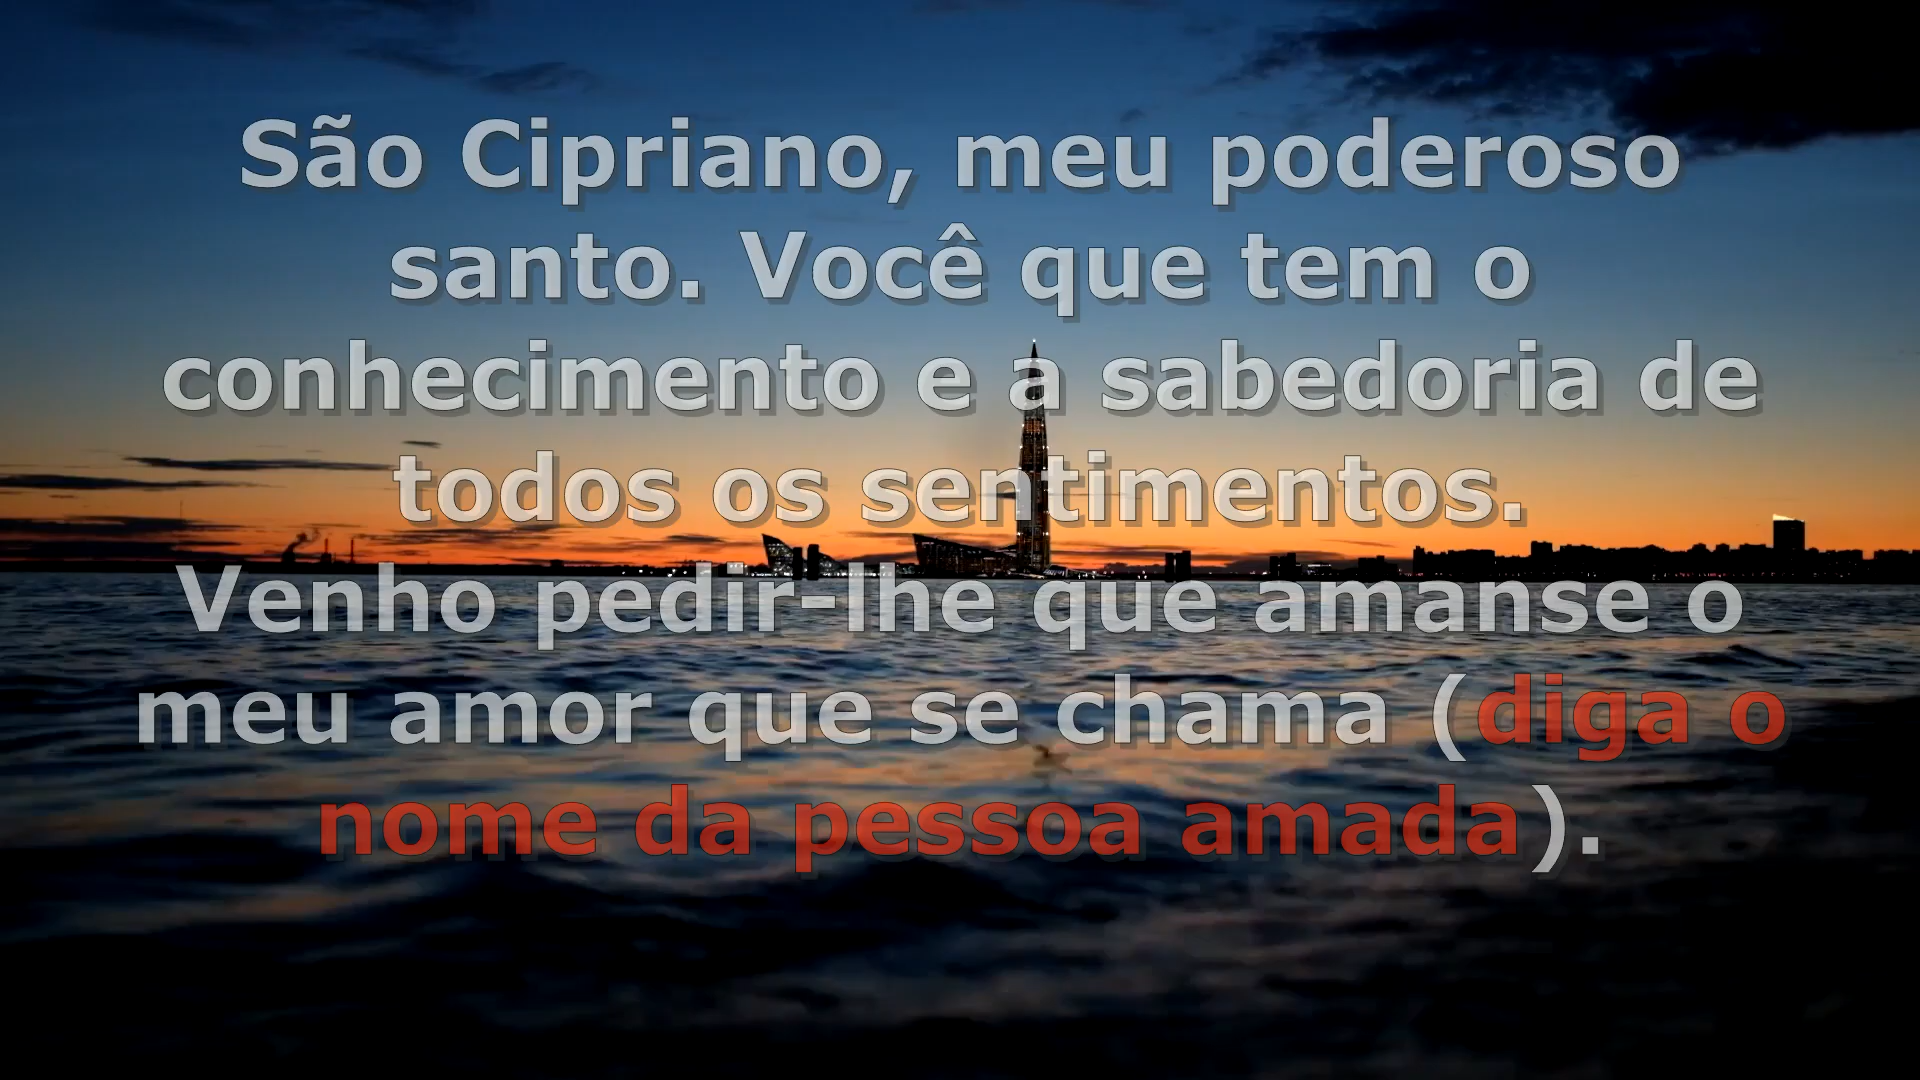 São Cipriano, meu poderoso
santo. Você que tem o
conhecimento e a sabedoria de
todos os sentimentos.
Venho pedir-lhe que amanse o
meu amor que se chama (diga o
nome da pessoa amada).